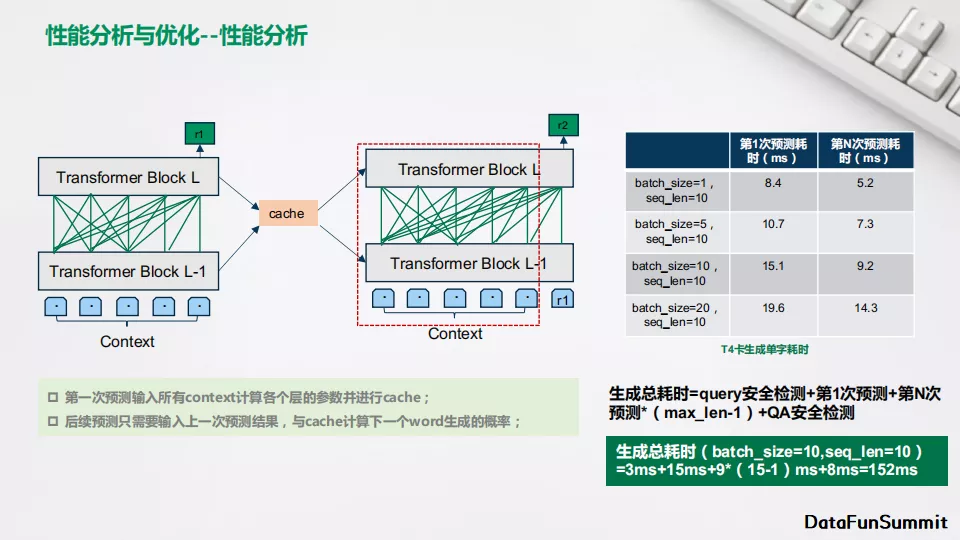 性能分析与优化--性能分析
r1
Transformer Block L
Transformer Block L-1
Context
cache
r2
Transformer Block L
Transformer Block L-1
r1
Context
第1次预测耗时（ms）
第N次预测耗时（ms）
batch_size=1，seq_len=10
8.4
5.2
batch_size=5，seq_len=10
10.7
7.3
batch_size=10，seq_len=10
15.1
9.2
batch_size=20，seq_len=10
19.6
14.3
T4卡生成单字耗时
第一次预测输入所有context计算各个层的参数并进行cache；
后续预测只需要输入上一次预测结果，与cache计算下一个word生成的概率；
生成总耗时=query安全检测+第1次预测+第N次
预测*（max_len-1）+QA安全检测
生成总耗时（batch_size=10,seq_len=10）
=3ms+15ms+9*（15-1）ms+8ms=152ms
DataFunSummit